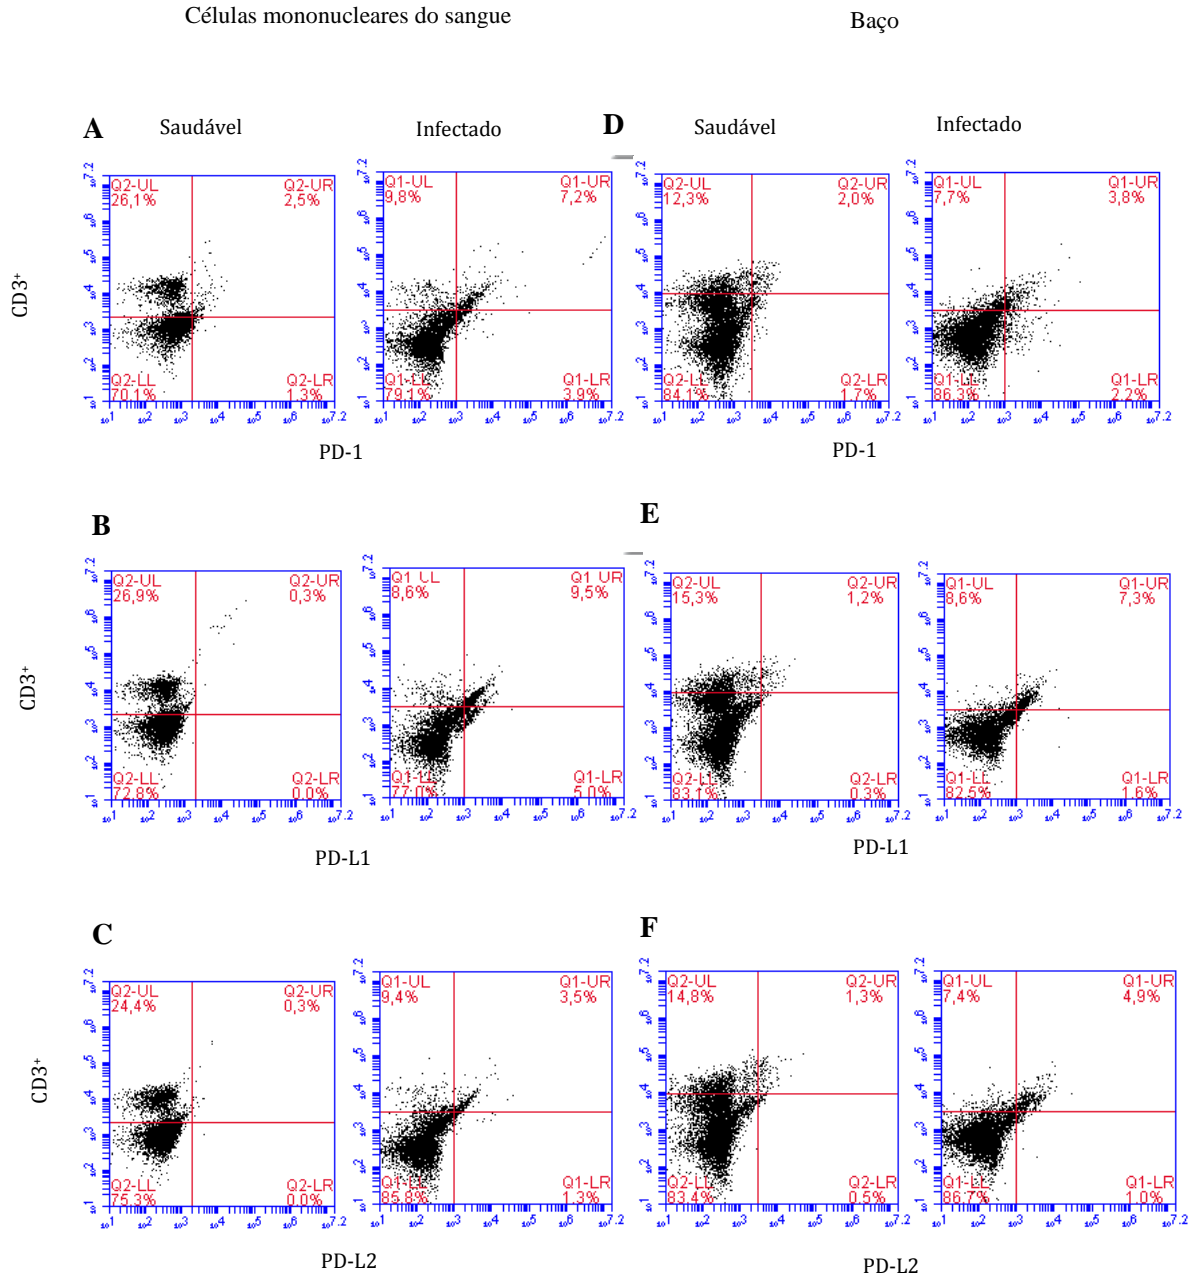 Células mononucleares do sangue
Baço
A
Saudável
Infectado
D
Saudável
Infectado
CD3+
Q2-UL
26,1%
Q2-UR
2,5%
Q2-LL
70,1%
Q2-LR
1,3%
Q1-UL
9,8%
Q1-UR
7,2%
Q1-LL
79,1%
Q1-LR
3,9%
Q2-UL
12,3%
Q2-UR
2,0%
Q2-LL
84,1%
Q2-LR
1,7%
Q1-UL
7,7%
Q1-UR
3,8%
Q1-LL
86,3%
Q1-LR
2,2%
PD-1
PD-1
B
E
CD3+
Q2-UL
26,9%
Q2-UR
0,3%
Q2-LL
72,8%
Q2-LR
0,0%
Q1-UL
8,6%
Q1-UR
9,5%
Q1-LL
77,0%
Q1-LR
5,0%
Q2-UL
15,3%
Q2-UR
1,2%
Q2-LL
83,1%
Q2-LR
0,3%
Q1-UL
8,6%
Q1-UR
7,3%
Q1-LL
82,5%
Q1-LR
1,6%
PD-L1
PD-L1
C
F
CD3+
Q2-UL
24,4%
Q2-UR
0,3%
Q2-LL
75,3%
Q2-LR
0,0%
Q1-UL
9,4%
Q1-UR
3,5%
Q1-LL
85,8%
Q1-LR
1,3%
Q2-UL
14,8%
Q2-UR
1,3%
Q2-LL
83,4%
Q2-LR
0,5%
Q1-UL
7,4%
Q1-UR
4,9%
Q1-LL
86,7%
Q1-LR
1,0%
PD-L2
PD-L2